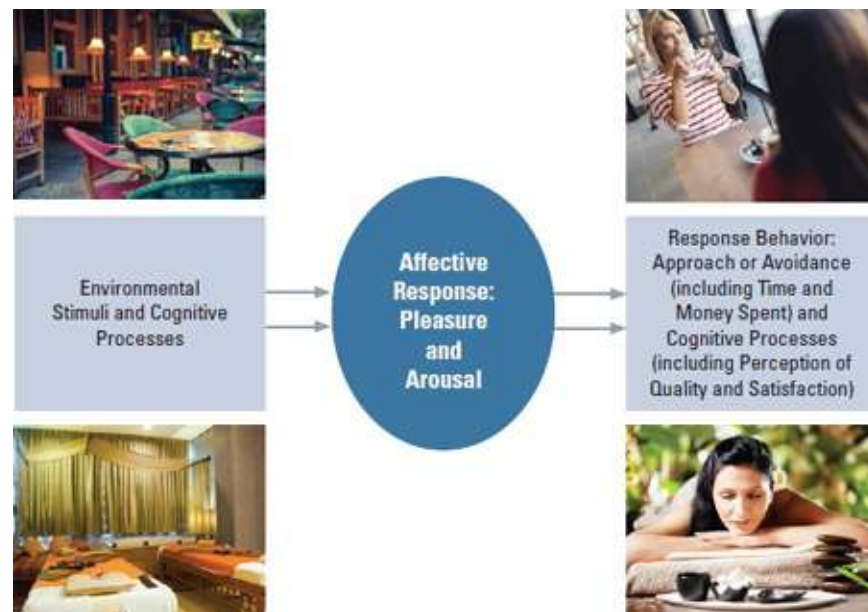 Environmental
Stimuli and Cognitive
Processes
Affective
Response:
Pleasure
and
Arousal
Response Behavior:
Approach or Avoidance
(including Time and
Money Spent) and
Cognitive Processes
(including Perception of
Quality and Satisfaction)